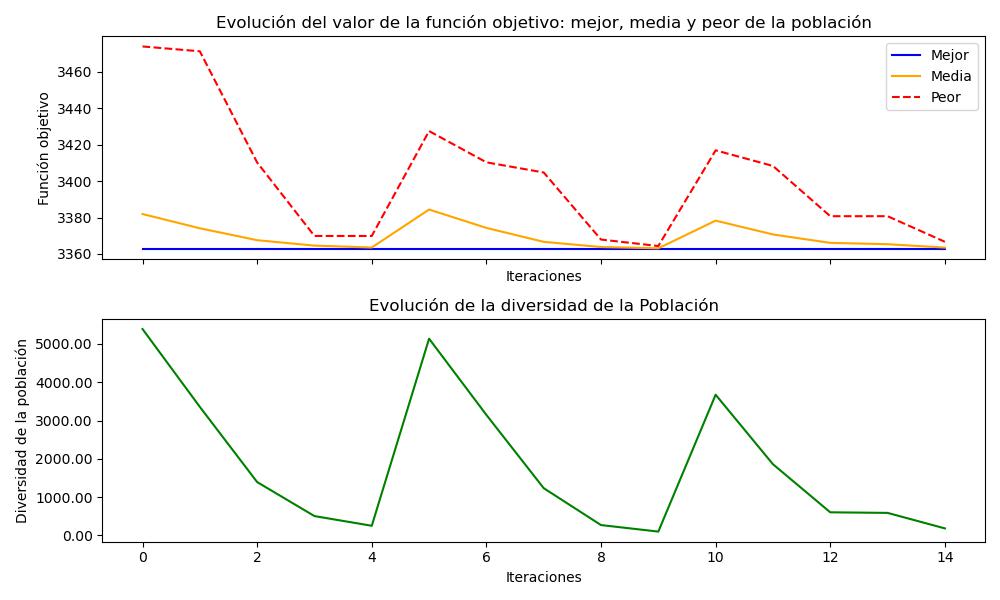 Evolución del valor de la función objetivo: mejor, media y peor de la población
Función objetivo
3460
3440
3420
3400
3380
3360
Mejor
Media
Peor
Iteraciones
Evolución de la diversidad de la Población
Diversidad de la población
5000.00
4000.00
3000.00
2000.00
1000.00
0.00
0 2 4 6 8 10 12 14
Iteraciones